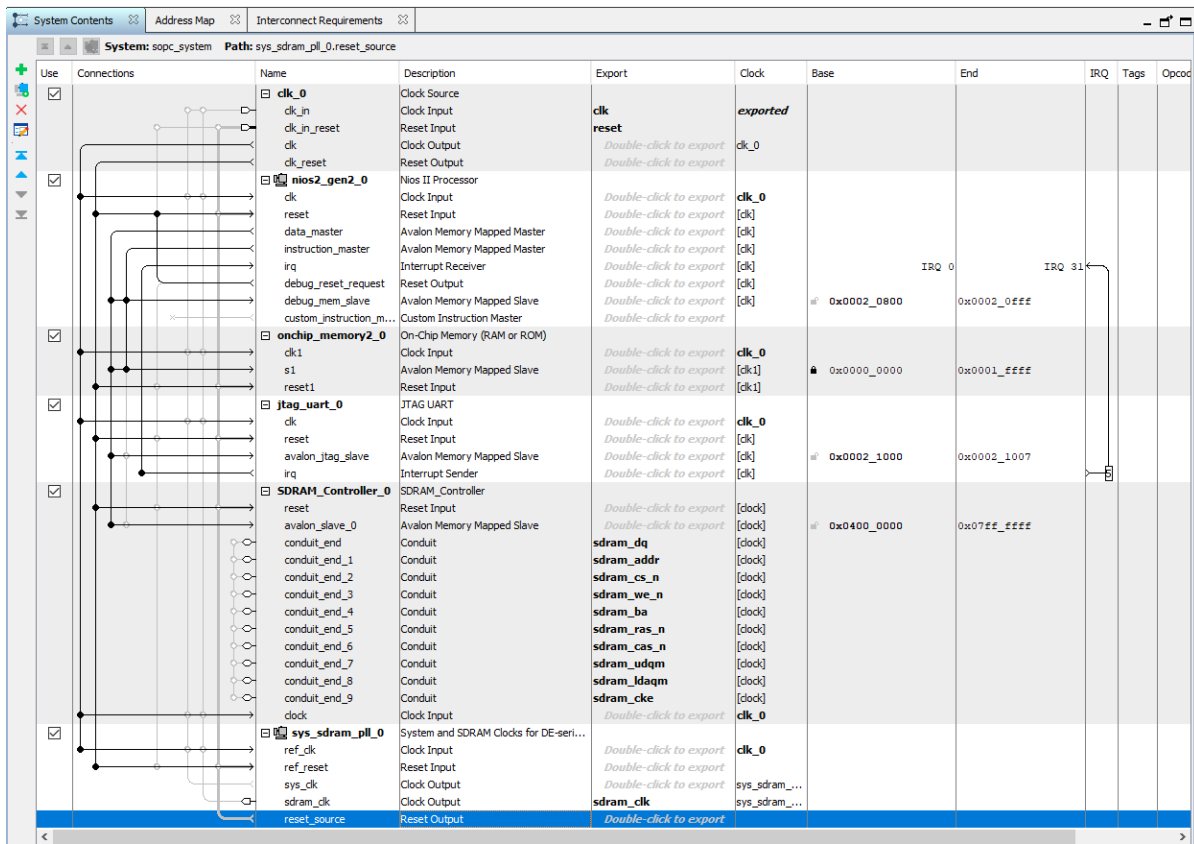 System Contents Address Map Interconnect Requirements
System: sopc_system Path: sys_sdram_pll_0.reset_source
Use Connections Name Description Export Clock Base End IRQ Tags Opcod
clk_0 Clock Source
clk_in Clock Input clk exported
clk_in_reset Reset Input reset
clk Clock Output Double-click to export clk_0
clk_reset Reset Output Double-click to export
nios2_gen2_0 Nios II Processor
clk Clock Input Double-click to export clk_0
reset Reset Input Double-click to export [clk]
data_master Avalon Memory Mapped Master Double-click to export [clk]
instruction_master Avalon Memory Mapped Master Double-click to export [clk]
irq Interrupt Receiver Double-click to export [clk] IRQ 0 IRQ 31
debug_reset_request Reset Output Double-click to export [clk]
debug_mem_slave Avalon Memory Mapped Slave Double-click to export [clk] 0x0002_0800 0x0002_0fff
custom_instruction_m... Custom Instruction Master Double-click to export
onchip_memory2_0 On-Chip Memory (RAM or ROM)
clk1 Clock Input Double-click to export clk_0
s1 Avalon Memory Mapped Slave Double-click to export [clk1] 0x0000_0000 0x0001_ffff
reset1 Reset Input Double-click to export [clk1]
jtag_uart_0 JTAG UART
clk Clock Input Double-click to export clk_0
reset Reset Input Double-click to export [clk]
avalon_jtag_slave Avalon Memory Mapped Slave Double-click to export [clk] 0x0002_1000 0x0002_1007
irq Interrupt Sender Double-click to export [clk] 5
SDRAM_Controller_0 SDRAM_Controller
reset Reset Input Double-click to export [clock]
avalon_slave_0 Avalon Memory Mapped Slave Double-click to export [clock] 0x0400_0000 0x07ff_ffff
conduit_end Conduit sdram_dq [clock]
conduit_end_1 Conduit sdram_addr [clock]
conduit_end_2 Conduit sdram_cs_n [clock]
conduit_end_3 Conduit sdram_we_n [clock]
conduit_end_4 Conduit sdram_ba [clock]
conduit_end_5 Conduit sdram_ras_n [clock]
conduit_end_6 Conduit sdram_cas_n [clock]
conduit_end_7 Conduit sdram_udqm [clock]
conduit_end_8 Conduit sdram_ldaqm [clock]
conduit_end_9 Conduit sdram_cke [clock]
clock Clock Input Double-click to export clk_0
sys_sdram_pll_0 System and SDRAM Clocks for DE-seri...
ref_clk Clock Input Double-click to export clk_0
ref_reset Reset Input Double-click to export
sys_clk Clock Output Double-click to export sys_sdram_...
sdram_clk Clock Output sdram_clk sys_sdram_...
reset_source Reset Output Double-click to export